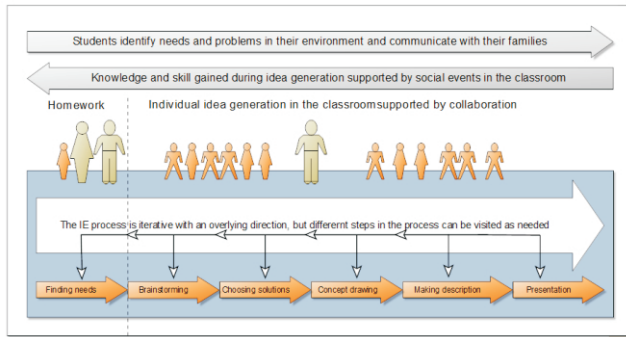 Students identify needs and problems in their environment and communicate with their families
Knowledge and skill gained during idea generation supported by social events in the classroom
Homework
Individual idea generation in the classroomsupported by collaboration
The IE process is iterative with an overlying direction, but differernt steps in the process can be visited as needed
Finding needs
Brainstorming
Choosing solutions
Concept drawing
Making description
Presentation